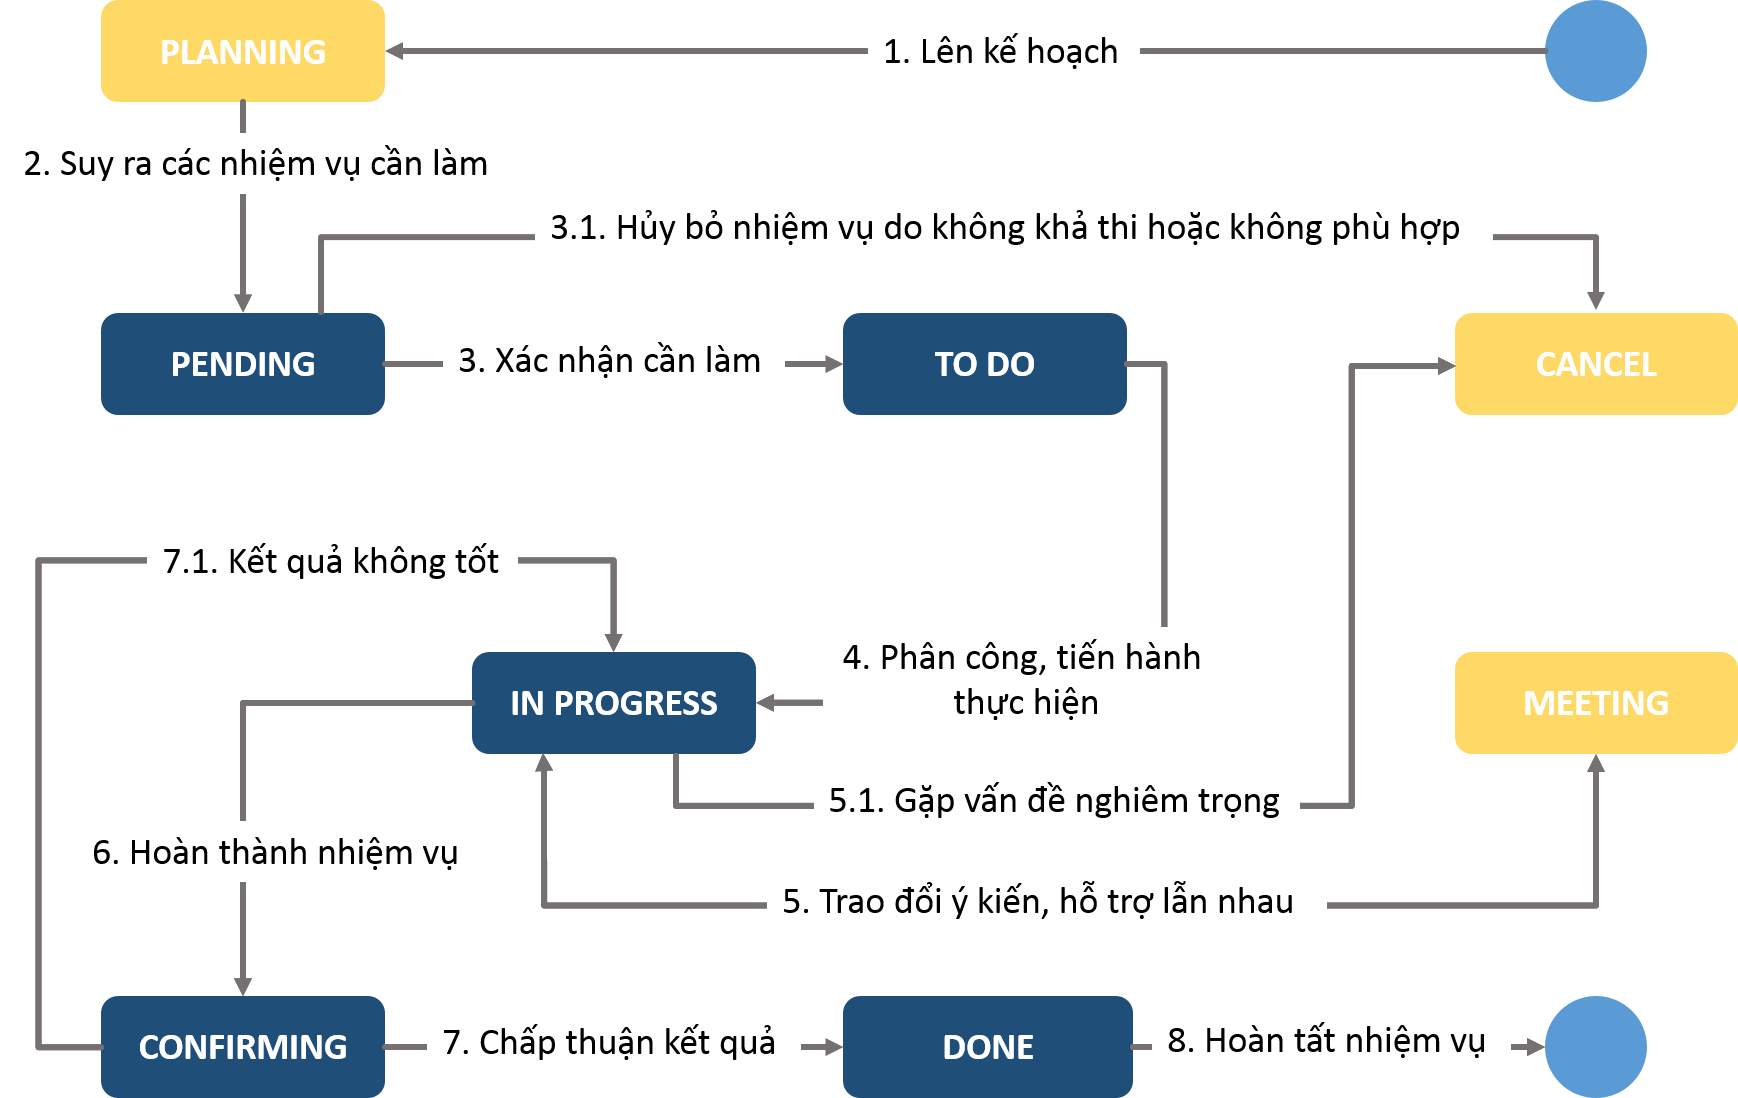 PLANNING
1. Lên kế hoạch
2. Suy ra các nhiệm vụ cần làm
3.1. Hủy bỏ nhiệm vụ do không khả thi hoặc không phù hợp
PENDING
3. Xác nhận cần làm
TO DO
CANCEL
7.1. Kết quả không tốt
4. Phân công, tiến hành
thực hiện
IN PROGRESS
MEETING
5.1. Gặp vấn đề nghiêm trọng
6. Hoàn thành nhiệm vụ
5. Trao đổi ý kiến, hỗ trợ lẫn nhau
CONFIRMING
7. Chấp thuận kết quả
DONE
8. Hoàn tất nhiệm vụ